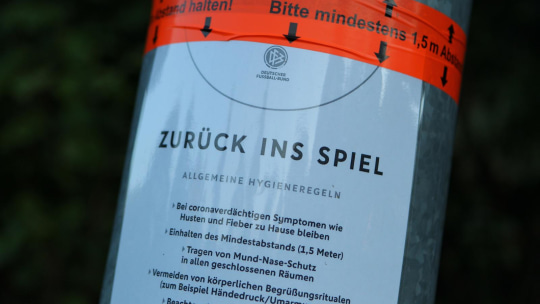 Abstand halten!
Bitte mindestens 1,5 m Abst
DEUTSCHER
FUSSBALL-BUND
ZURÜCK INS SPIEL
ALLGEMEINE HYGIENEREGELN
Bei coronaverdächtigen Symptomen wie
Husten und Fieber zu Hause bleiben
Einhalten des Mindestabstands (1,5 Meter)
Tragen von Mund-Nase-Schutz
in allen geschlossenen Räumen
Vermeiden von körperlichen Begrüßungsritualen
(zum Beispiel Händedruck/Umarm